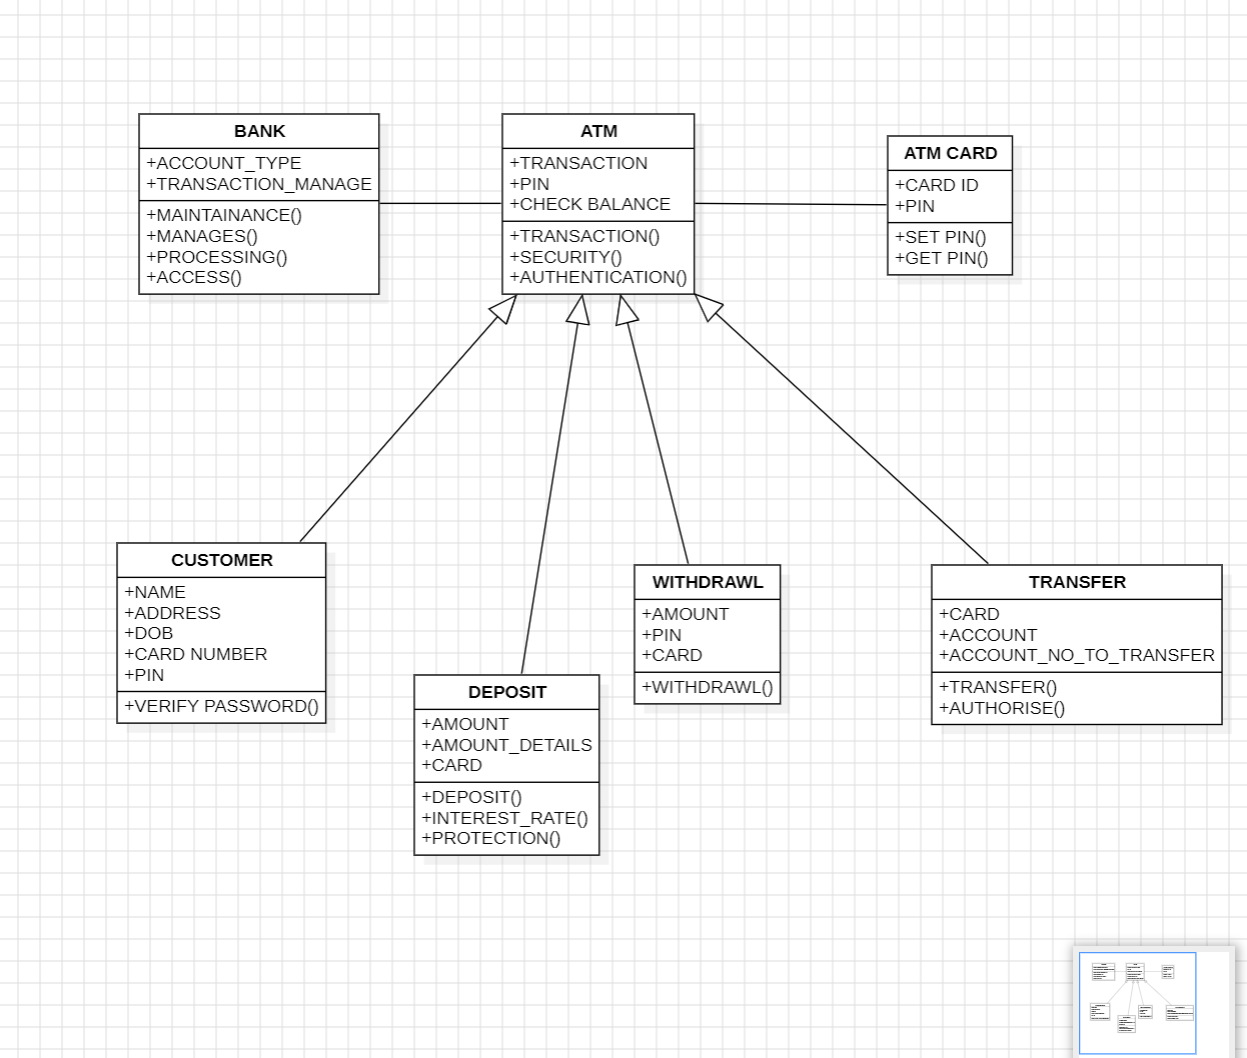 BANK
+ACCOUNT_TYPE
+TRANSACTION_MANAGE
+MAINTAINANCE()
+MANAGES()
+PROCESSING()
+ACCESS()
ATM
+TRANSACTION
+PIN
+CHECK BALANCE
+TRANSACTION()
+SECURITY()
+AUTHENTICATION()
ATM CARD
+CARD ID
+PIN
+SET PIN()
+GET PIN()
CUSTOMER
+NAME
+ADDRESS
+DOB
+CARD NUMBER
+PIN
+VERIFY PASSWORD()
DEPOSIT
+AMOUNT
+AMOUNT_DETAILS
+CARD
+DEPOSIT()
+INTEREST_RATE()
+PROTECTION()
WITHDRAWL
+AMOUNT
+PIN
+CARD
+WITHDRAWL()
TRANSFER
+CARD
+ACCOUNT
+ACCOUNT_NO_TO_TRANSFER
+TRANSFER()
+AUTHORISE()